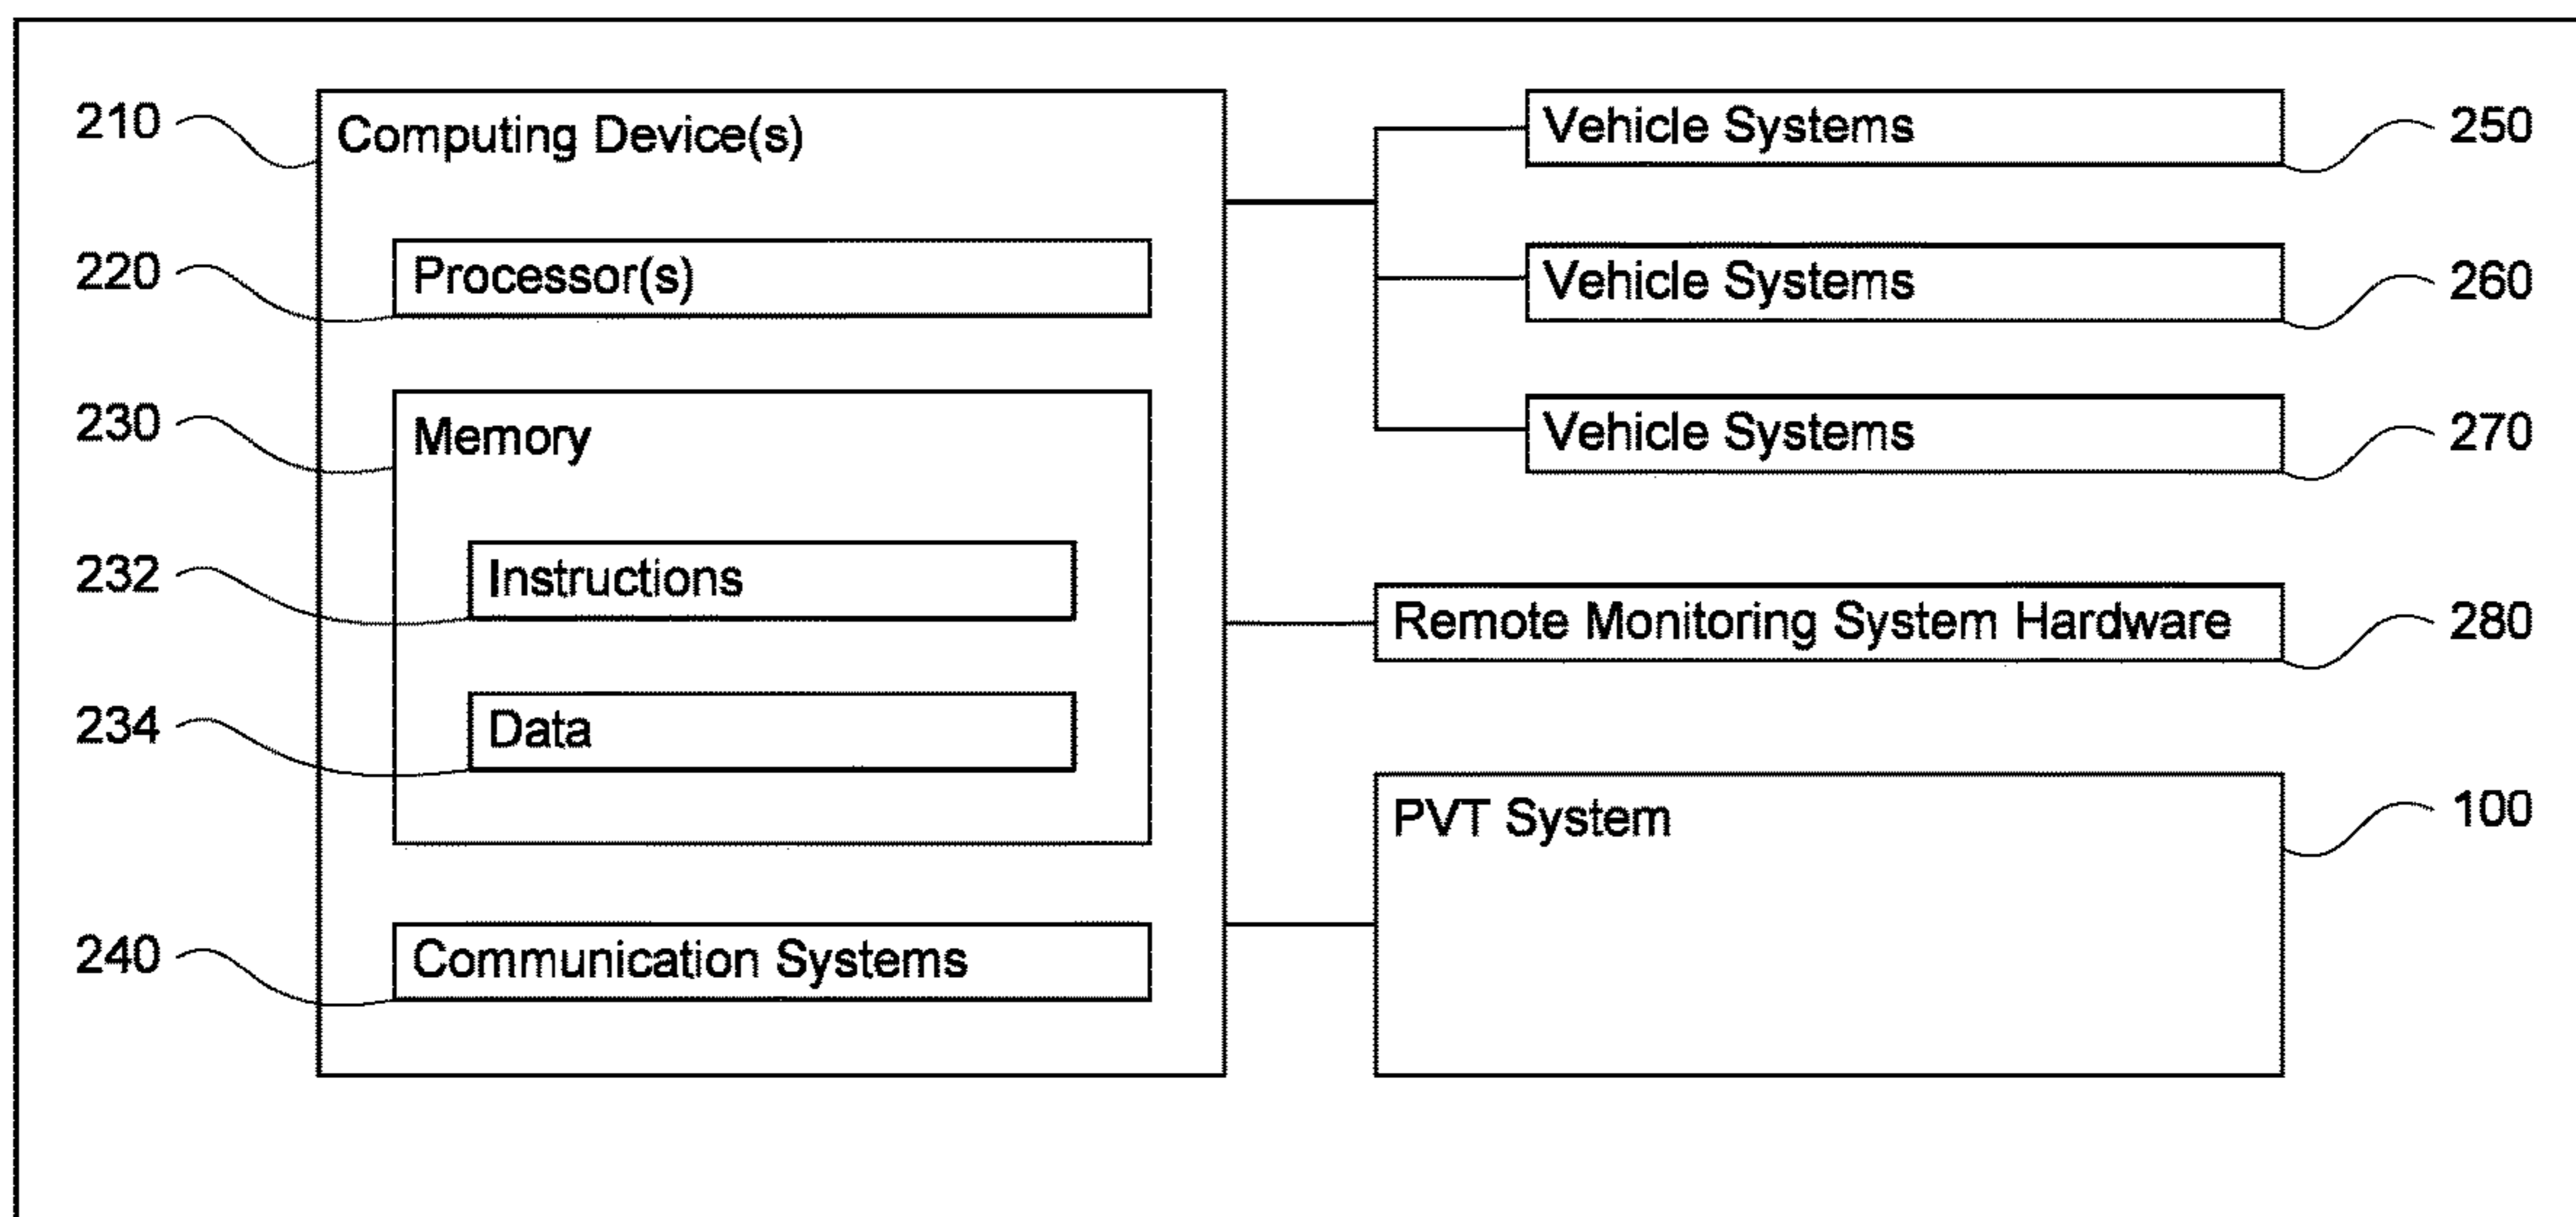 210
Computing Device(s)
220
Processor(s)
230
Memory
232
Instructions
234
Data
240
Communication Systems
Vehicle Systems
250
Vehicle Systems
260
Vehicle Systems
270
Remote Monitoring System Hardware
280
PVT System
100